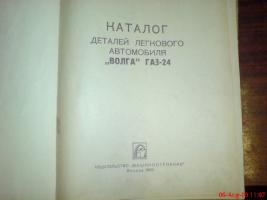 КАТАЛОГ
ДЕТАЛЕЙ ЛЕГКОВОГО
АВТОМОБИЛЯ
„ВОЛГА" ГАЗ-24
ИЗДАТЕЛЬСТВО „МАШИНОСТРОЕНИЕ"
Москва